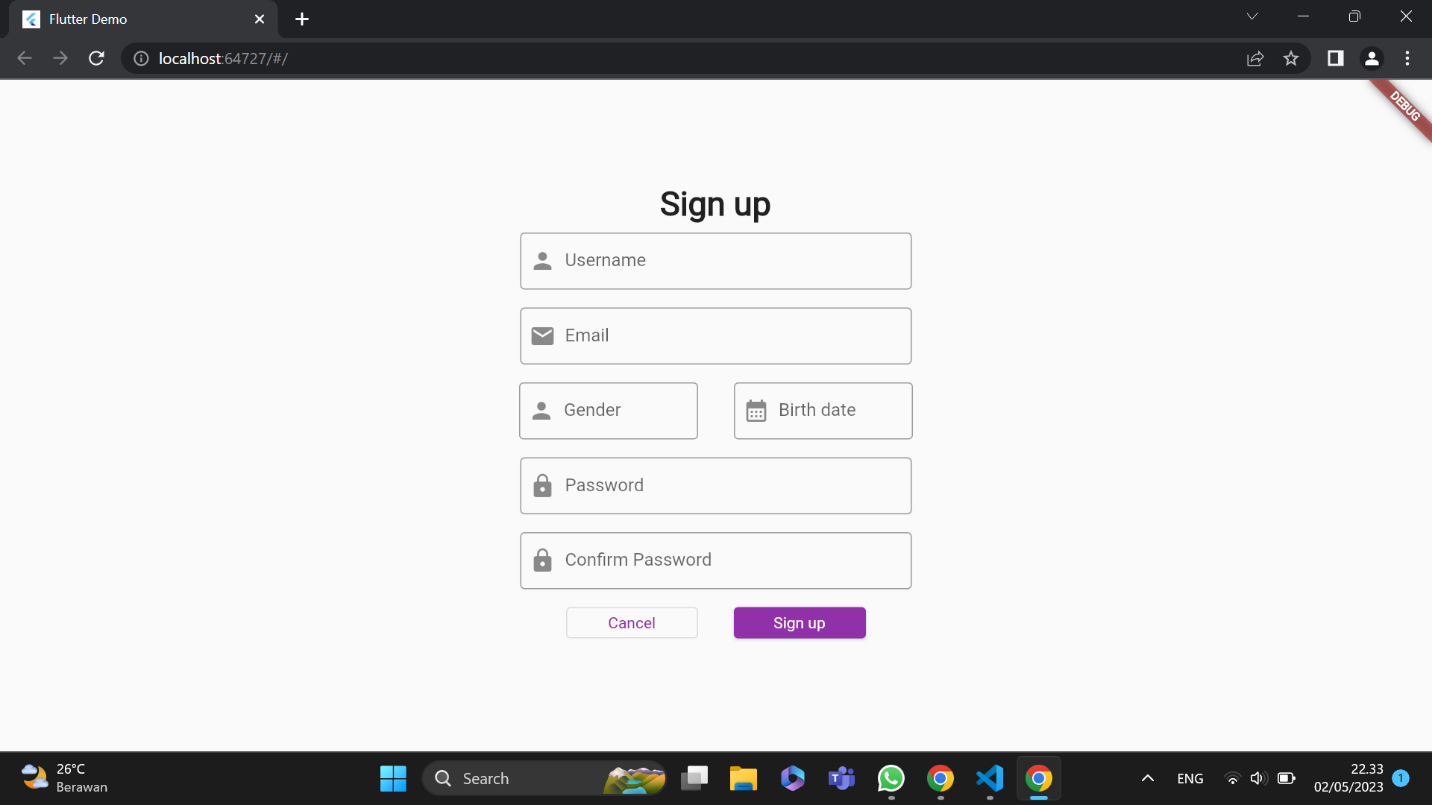 Flutter Demo
localhost:64727/#/
DEBUG
Sign up
Username
Email
Gender
Birth date
Password
Confirm Password
Cancel
Sign up
26°C
Berawan
Search
ENG
22.33
02/05/2023
1